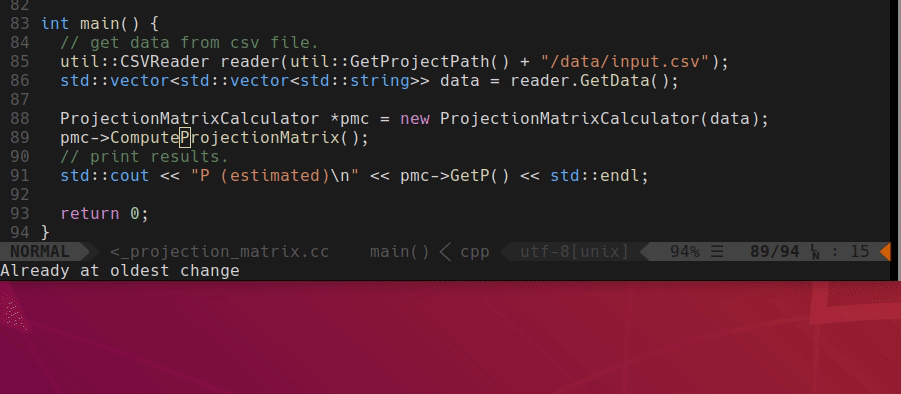 82
83 int main() {
84   // get data from csv file.
85   util::CSVReader reader(util::GetProjectPath() + "/data/input.csv");
86   std::vector<std::vector<std::string>> data = reader.GetData();
87
88   ProjectionMatrixCalculator *pmc = new ProjectionMatrixCalculator(data);
89   pmc->ComputeProjectionMatrix();
90   // print results.
91   std::cout << "P (estimated)\n" << pmc->GetP() << std::endl;
92
93   return 0;
94 }
NORMAL <_projection_matrix.cc main() < cpp utf-8[unix] 94% ☰ 89/94 ㏑ : 15
Already at oldest change